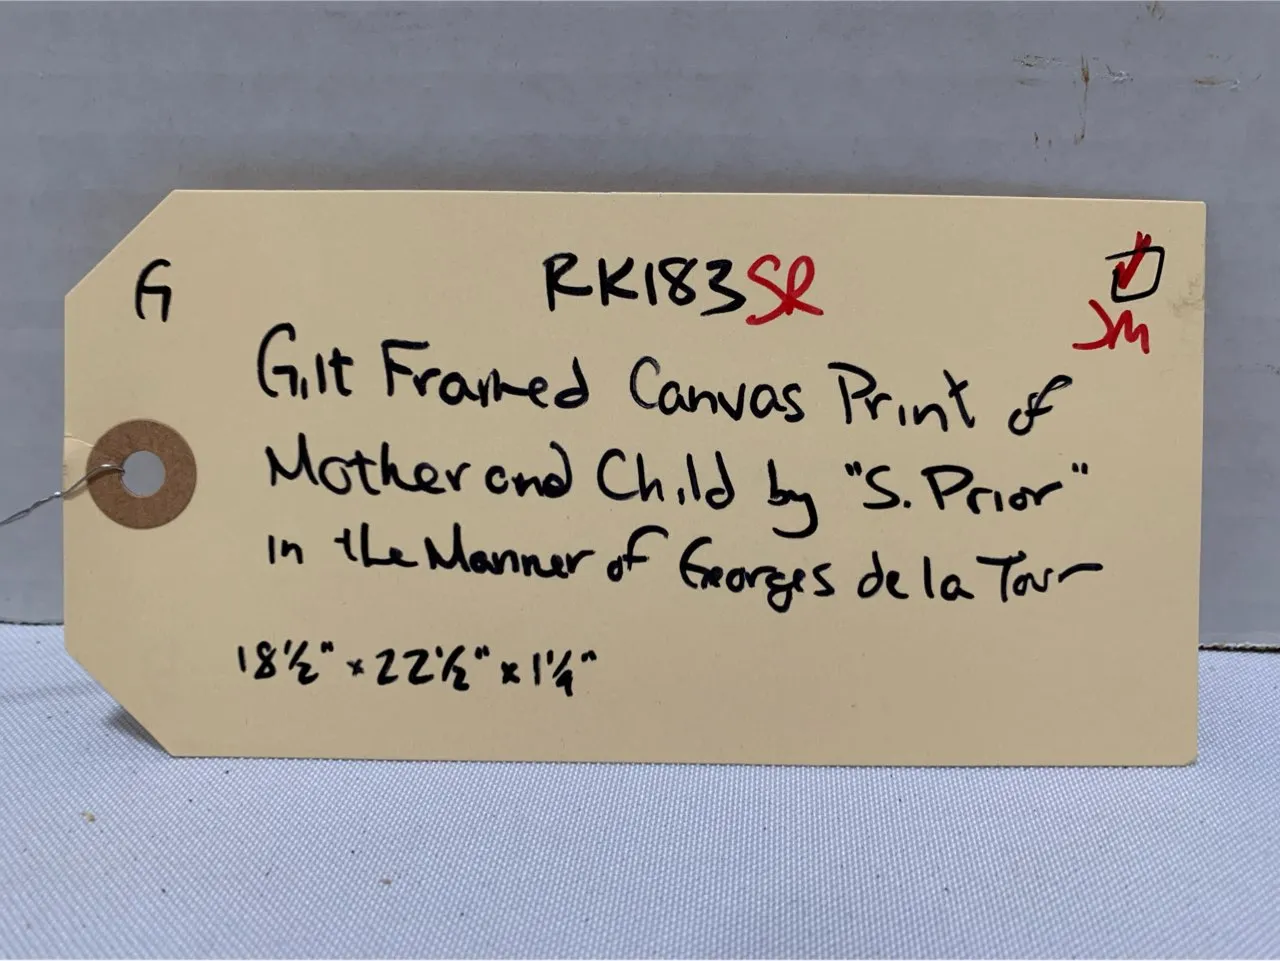 G
RK183SR
JM
Gilt Framed Canvas Print of
Mother and Child by "S. Prior"
in the Manner of Georges de la Tour
18½" x 22½" x 1¼"